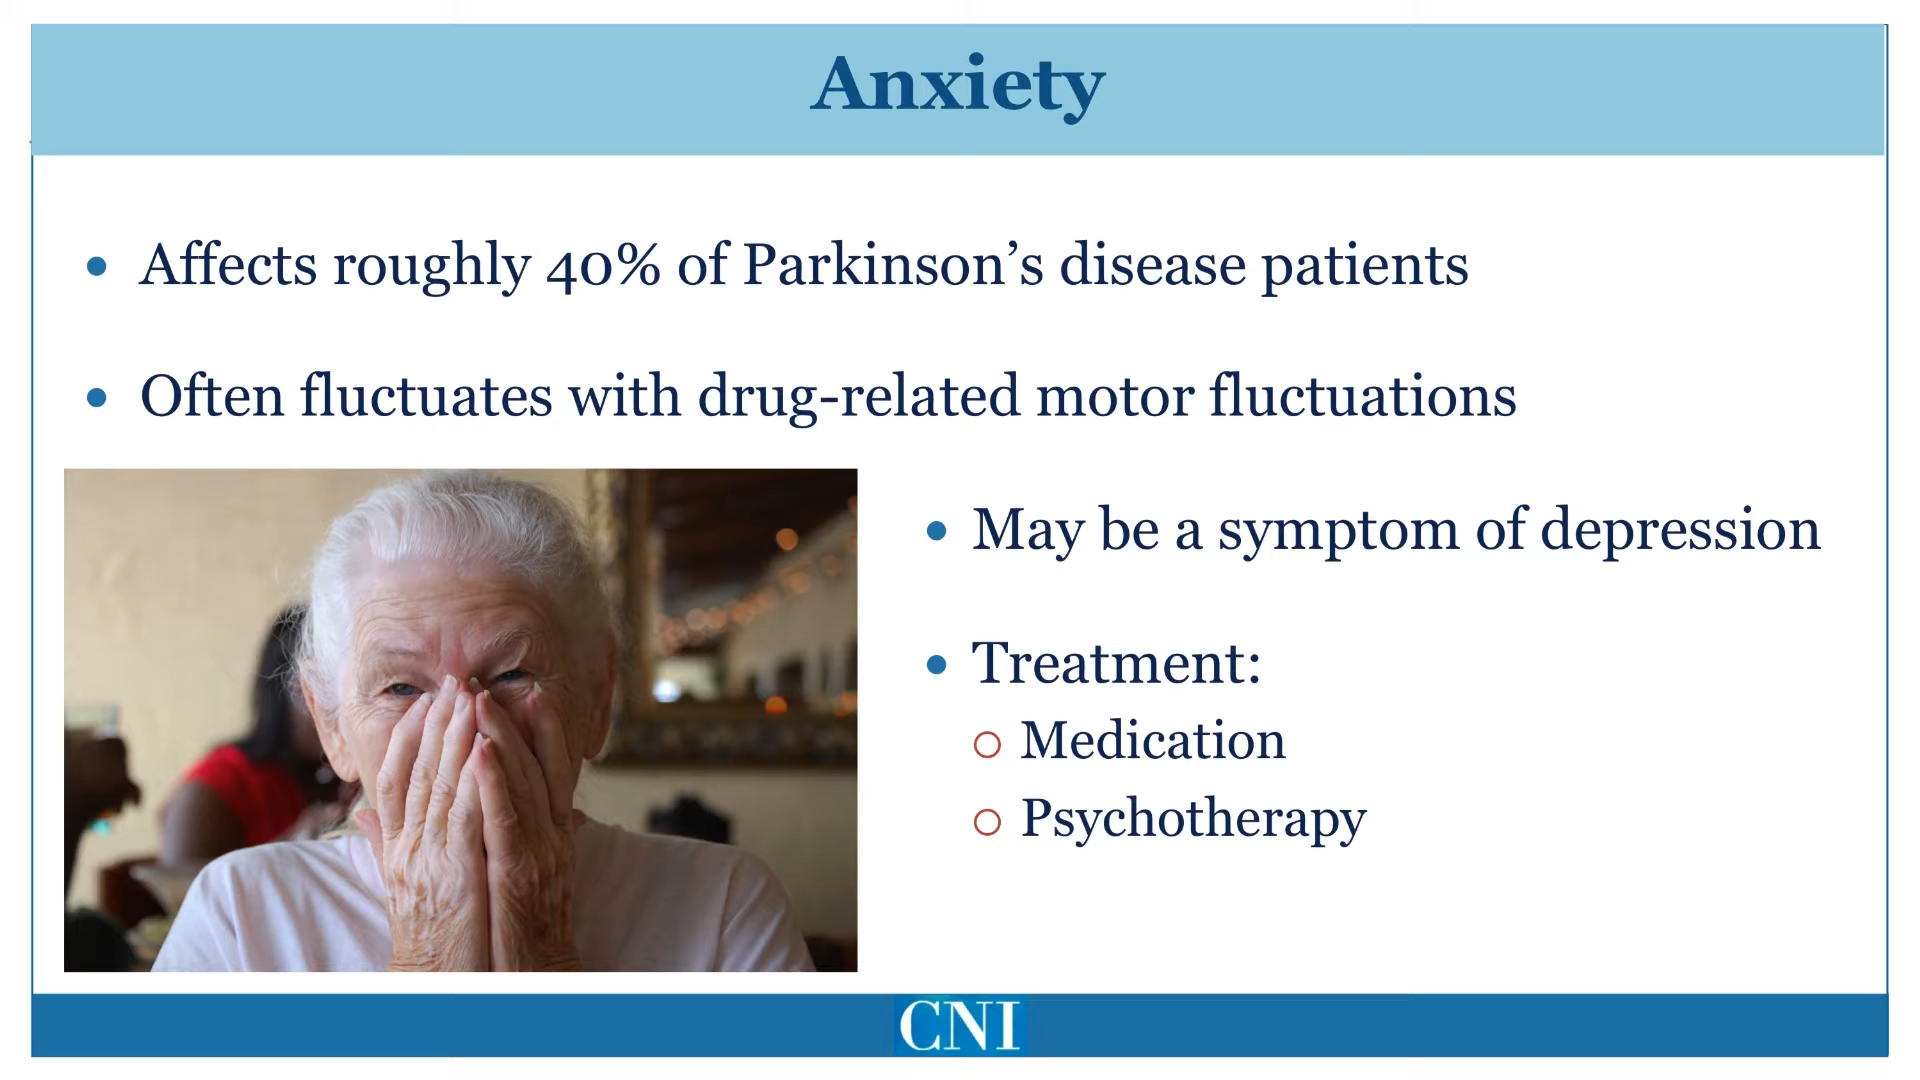 Anxiety
• Affects roughly 40% of Parkinson’s disease patients
• Often fluctuates with drug-related motor fluctuations
• May be a symptom of depression
• Treatment:
○ Medication
○ Psychotherapy
CNI